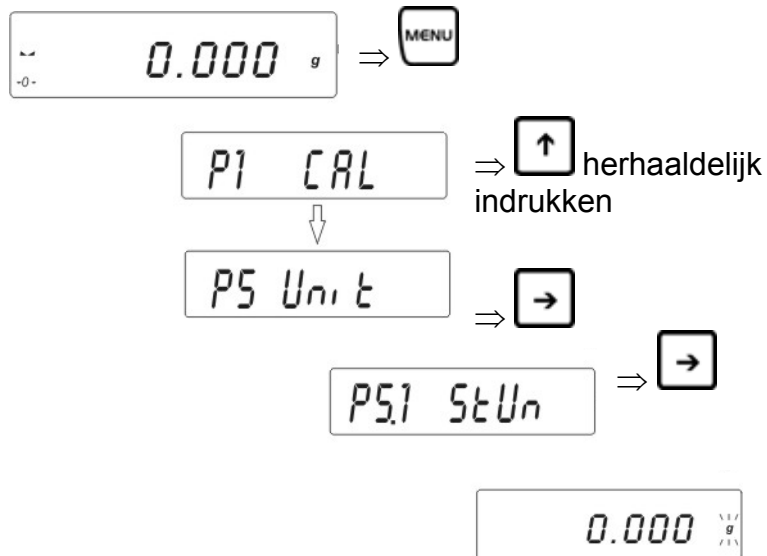 0.000 g ⇒ MENU
-0-
P1 CAL ⇒ ↑ herhaaldelijk
indrukken
P5 Unit ⇒ →
P5.1 StUn ⇒ →
0.000 g